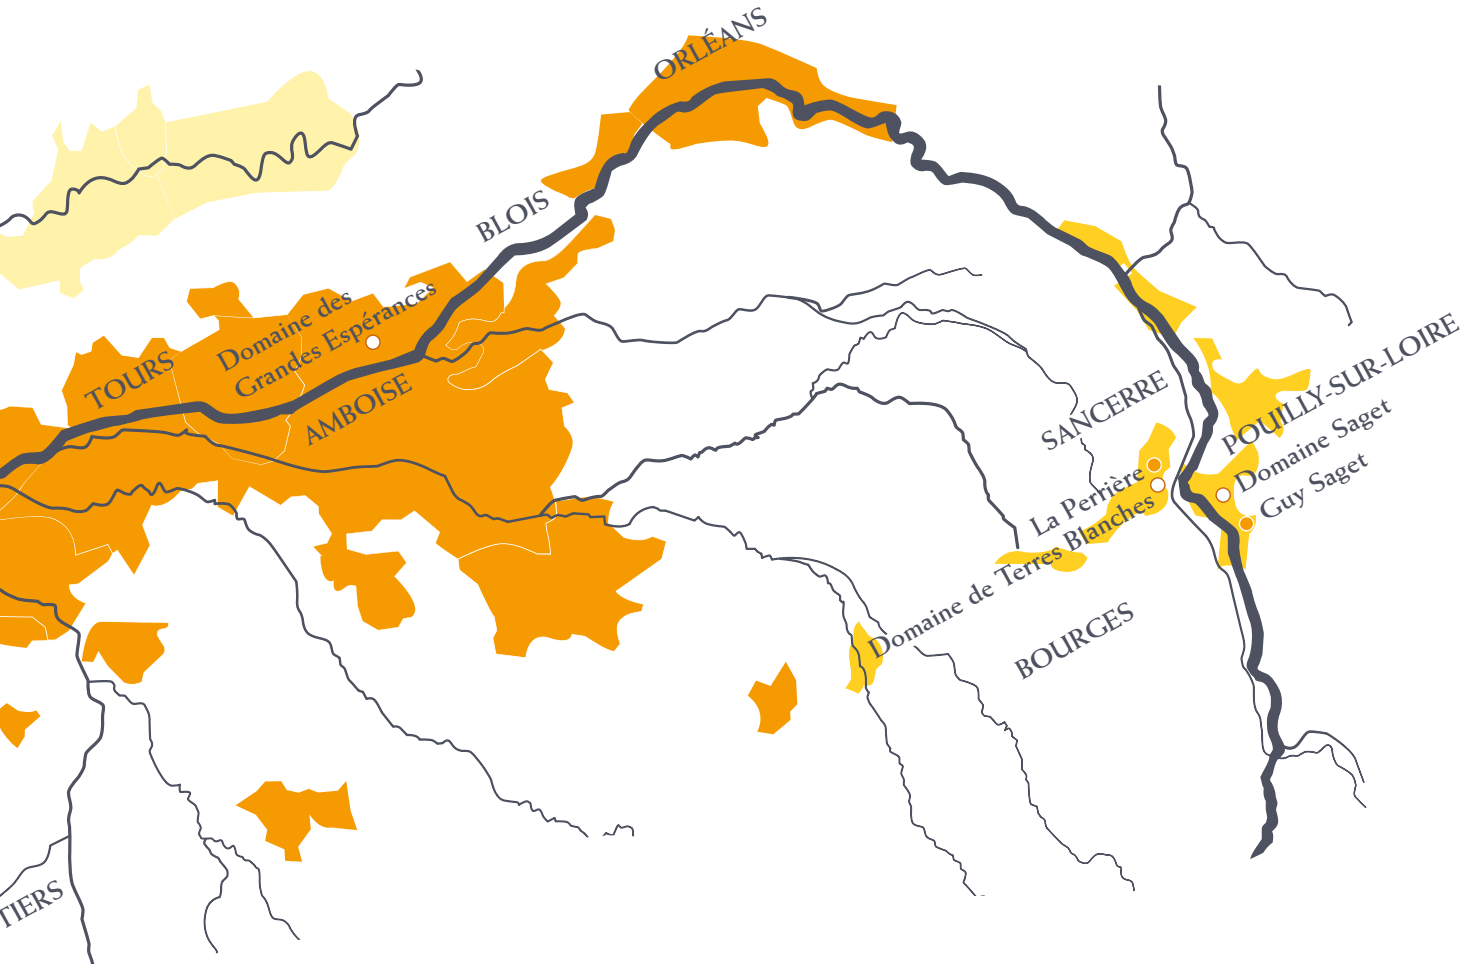 ORLÉANS
BLOIS
Domaine des
Grandes Espérances
TOURS
AMBOISE
SANCERRE
POUILLY-SUR-LOIRE
Domaine Saget
Guy Saget
La Perrière
Domaine de Terres Blanches
BOURGES
TIERS